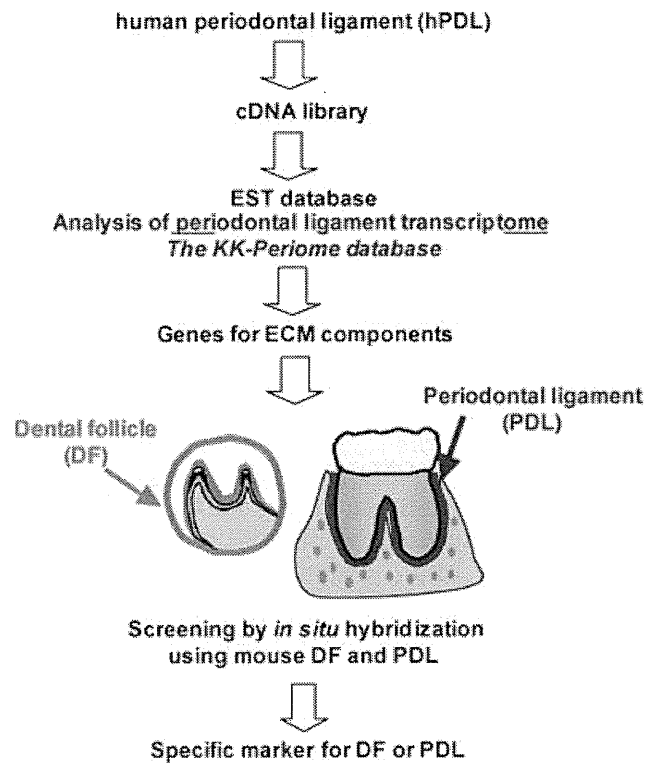 human periodontal ligament (hPDL)
cDNA library
EST database
Analysis of periodontal ligament transcriptome
The KK-Periome database
Genes for ECM components
Periodontal ligament
(PDL)
Dental follicle
(DF)
Screening by in situ hybridization
using mouse DF and PDL
Specific marker for DF or PDL